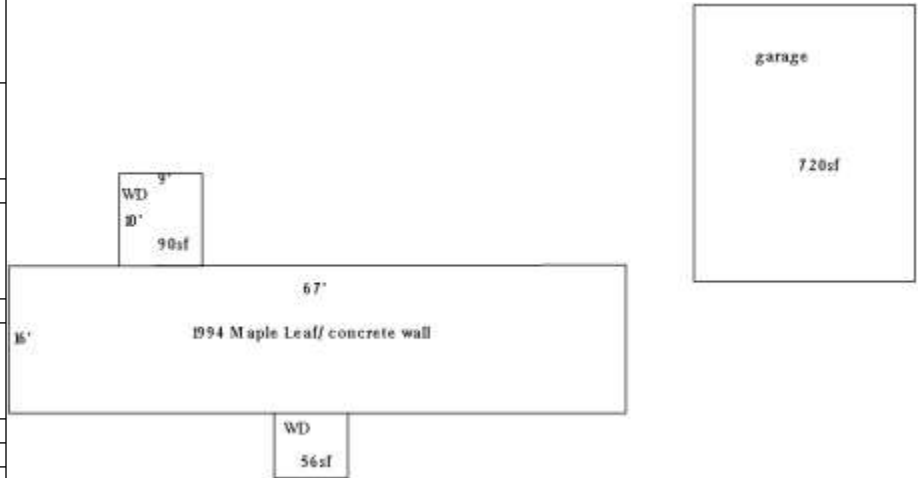 garage
720sf
9'
WD
10'
90sf
67'
1994 Maple Leaf/ concrete wall
16'
WD
56sf